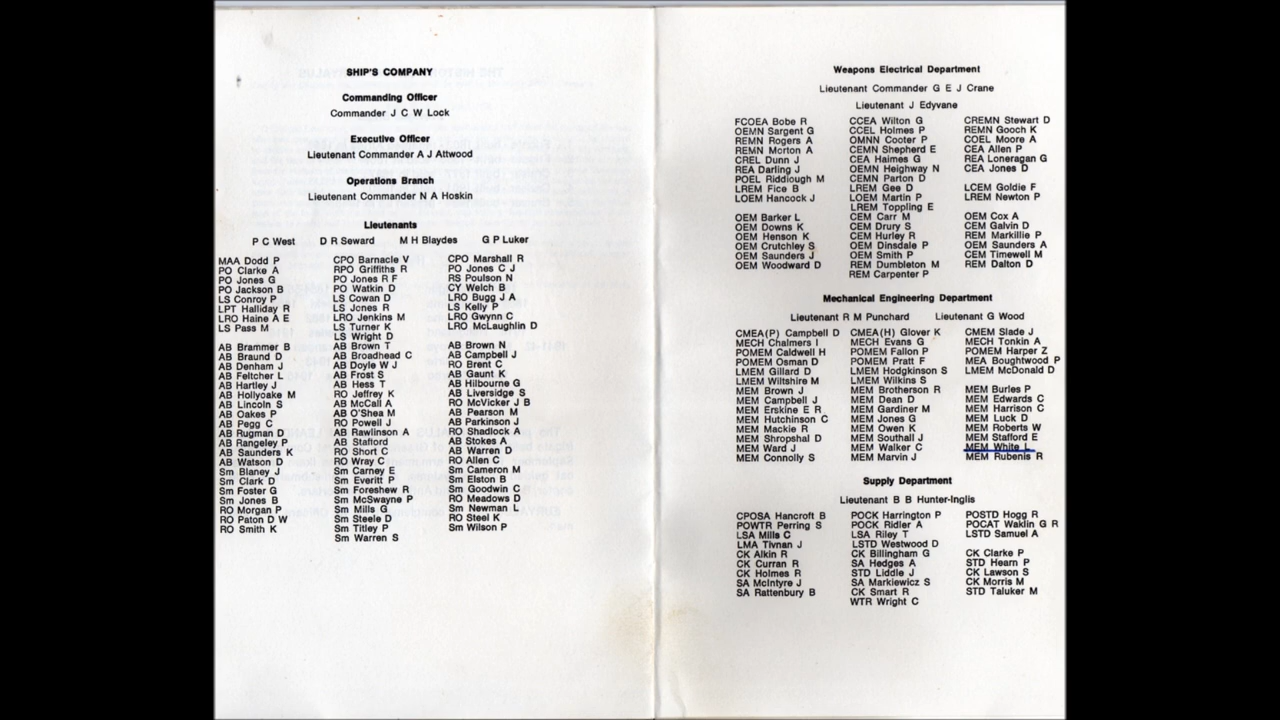 SHIP'S COMPANY
Commanding Officer
Commander J C W Lock
Executive Officer
Lieutenant Commander A J Attwood
Operations Branch
Lieutenant Commander N A Hoskin
Lieutenants
P C West D R Seward M H Blaydes G P Luker
MAA Dodd P CPO Barnacle V CPO Marshall R
PO Clarke A RPO Griffiths R PO Jones C J
PO Jones G PO Jones R F RS Poulson N
PO Jackson B PO Watkin D CY Welch B
LS Conroy P LS Cowan D LRO Bugg J A
LPT Halliday R LS Jones R LS Kelly P
LRO Haine A E LRO Jenkins M LRO Gwynn C
LS Pass M LS Turner K LRO McLaughlin D
LS Wright D
AB Brammer B AB Brown T AB Brown N
AB Braund D AB Broadhead C AB Campbell J
AB Denham J AB Doyle W J RO Brent C
AB Feltcher L AB Frost S AB Gaunt K
AB Hartley J AB Hess T AB Hilbourne G
AB Hollyoake M RO Jeffrey K AB Liversidge S
AB Lincoln S AB McCall A RO McVicker J B
AB Oakes P AB O'Shea M AB Pearson M
AB Pegg C RO Powell J AB Parkinson J
AB Rugman D AB Rawlinson A RO Shadlock A
AB Rangeley P AB Stafford AB Stokes A
AB Saunders K RO Short C AB Warren D
AB Watson D RO Wray C RO Allen C
Sm Blaney J Sm Carney E Sm Cameron M
Sm Clark D Sm Everitt P Sm Elston B
Sm Foster G Sm Foreshew R Sm Goodwin C
Sm Jones B Sm McSwayne P RO Meadows D
RO Morgan P Sm Mills G Sm Newman L
RO Paton D W Sm Steele D RO Steel K
RO Smith K Sm Titley P Sm Wilson P
Sm Warren S
Weapons Electrical Department
Lieutenant Commander G E J Crane
Lieutenant J Edyvane
FCOEA Bobe R CCEA Wilton G CREMN Stewart D
OEMN Sargent G CCEL Holmes P REMN Gooch K
REMN Rogers A OMNN Cooter P COEL Moore A
REMN Morton A CEMN Shepherd E CEA Allen P
CREL Dunn J CEA Haimes G REA Loneragan G
REA Darling J OEMN Heighway N CEA Jones D
POEL Riddiough M CEMN Parton D
LREM Fice B LREM Gee D LCEM Goldie F
LOEM Hancock J LOEM Martin P LREM Newton P
LREM Toppling E
OEM Barker L CEM Carr M OEM Cox A
OEM Downs K CEM Drury S CEM Galvin D
OEM Henson K CEM Hurley R REM Markillie P
OEM Crutchley S OEM Dinsdale P OEM Saunders A
OEM Saunders J OEM Smith P CEM Timewell M
OEM Woodward D REM Dumbleton M REM Dalton D
REM Carpenter P
Mechanical Engineering Department
Lieutenant R M Punchard Lieutenant G Wood
CMEA(P) Campbell D CMEA(H) Glover K CMEM Slade J
MECH Chalmers I MECH Evans G MECH Tonkin A
POMEM Caldwell H POMEM Fallon P POMEM Harper Z
POMEM Osman D POMEM Pratt F MEA Boughtwood P
LMEM Gillard D LMEM Hodgkinson S LMEM McDonald D
LMEM Wiltshire M LMEM Wilkins S
MEM Brown J MEM Brotherson R MEM Burles P
MEM Campbell J MEM Dean D MEM Edwards C
MEM Erskine E R MEM Gardiner M MEM Harrison C
MEM Hutchinson C MEM Jones G MEM Luck D
MEM Mackie R MEM Owen K MEM Roberts W
MEM Shropshal D MEM Southall J MEM Stafford E
MEM Ward J MEM Walker C MEM White L
MEM Connolly S MEM Marvin J MEM Rubenis R
Supply Department
Lieutenant B B Hunter-Inglis
CPOSA Hancroft B POCK Harrington P POSTD Hogg R
POWTR Perring S POCK Ridler A POCAT Waklin G R
LSA Mills C LSA Riley T LSTD Samuel A
LMA Tivnan J LSTD Westwood D
CK Alkin R CK Billingham G CK Clarke P
CK Curran R SA Hedges A STD Hearn P
CK Holmes R STD Liddle J CK Lawson S
SA McIntyre J SA Markiewicz S CK Morris M
SA Rattenbury B CK Smart R STD Taluker M
WTR Wright C